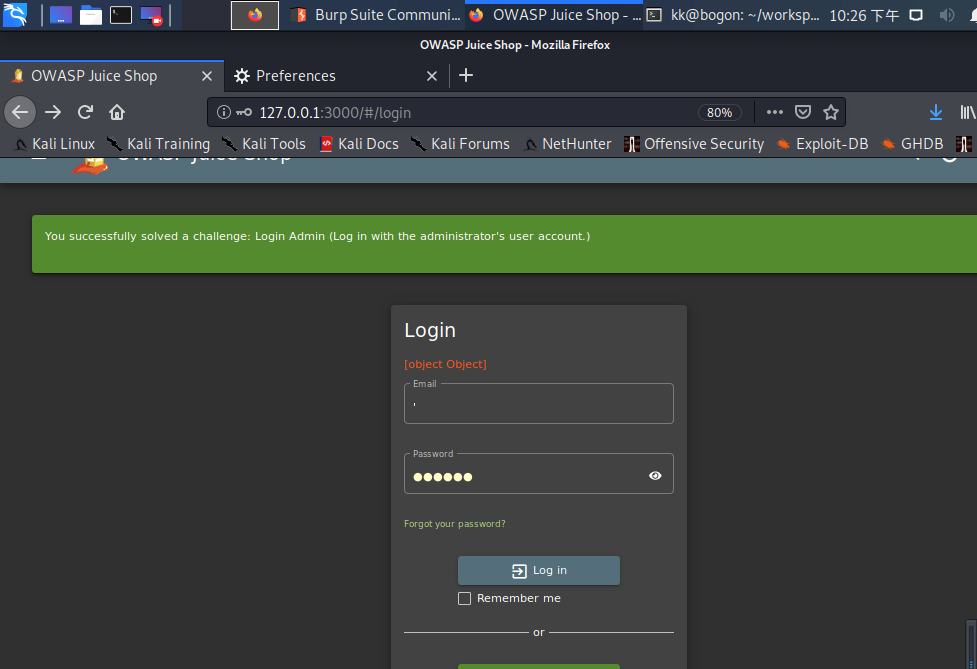 Burp Suite Communi...
OWASP Juice Shop - ...
kk@bogon: ~/worksp...
10:26 下午
OWASP Juice Shop - Mozilla Firefox
OWASP Juice Shop
Preferences
127.0.0.1:3000/#/login
80%
Kali Linux
Kali Training
Kali Tools
Kali Docs
Kali Forums
NetHunter
Offensive Security
Exploit-DB
GHDB
OWASP Juice Shop
You successfully solved a challenge: Login Admin (Log in with the administrator's user account.)
Login
[object Object]
Email
'
Password
Forgot your password?
Log in
Remember me
or